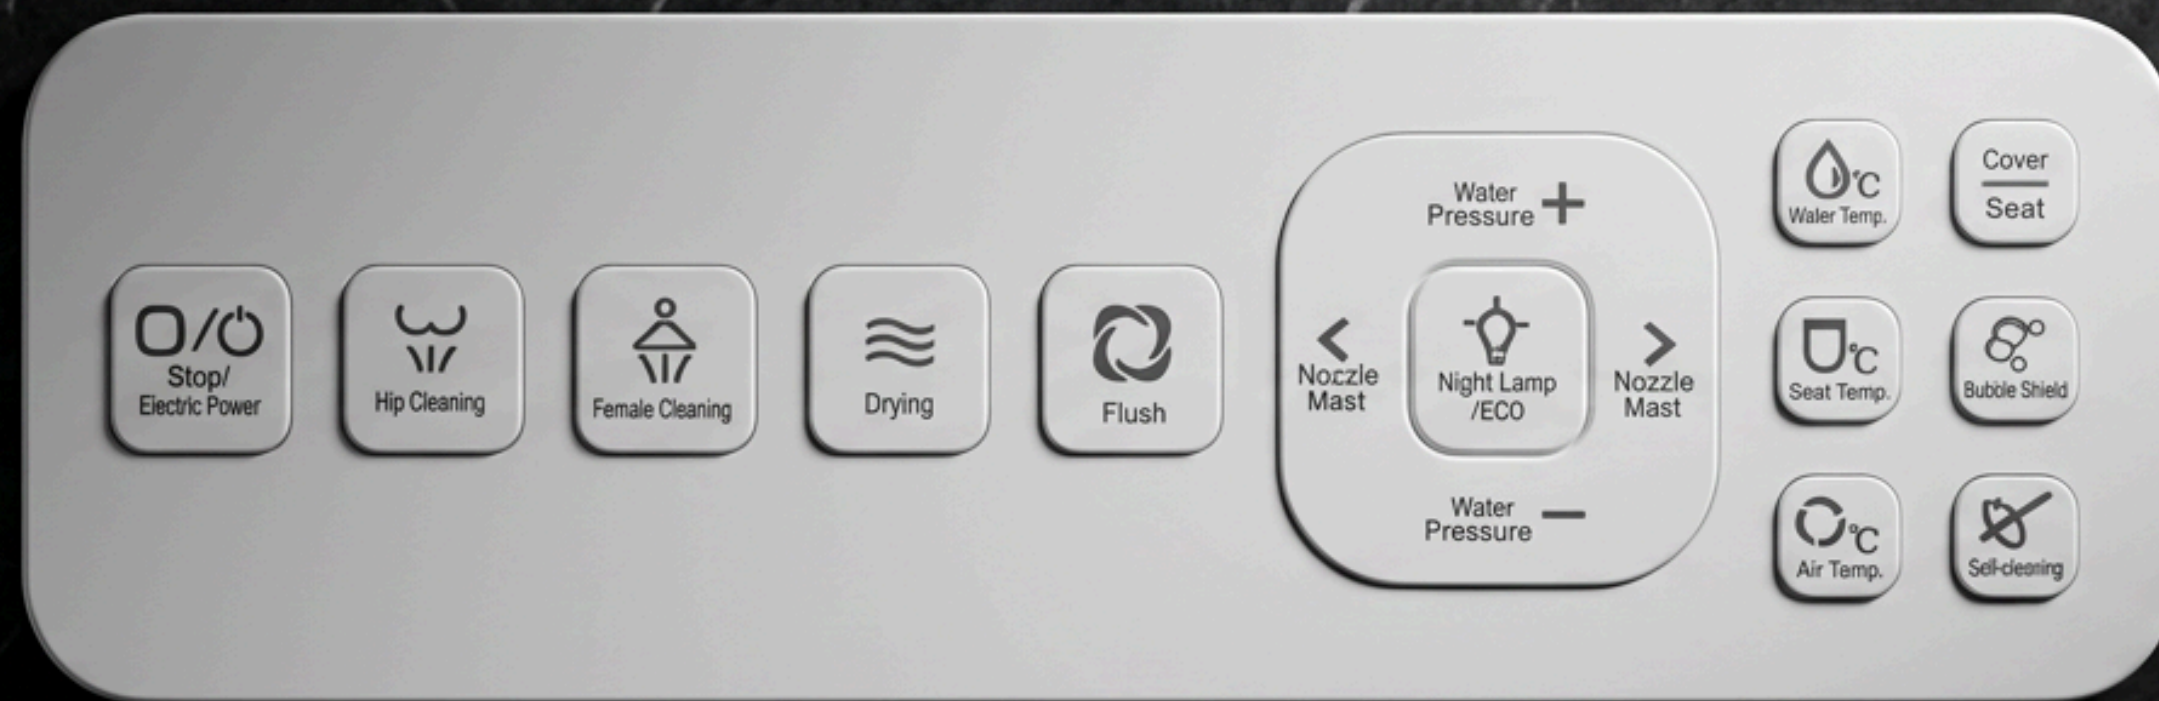 Stop/
Electric Power
Hip Cleaning
Female Cleaning
Drying
Flush
Water
Pressure +
< Nozzle
Mast
Night Lamp
/ECO
> Nozzle
Mast
Water
Pressure −
°C
Waler Temp.
Cover
Seat
°C
Seat Temp.
Bubble Shield
°C
Air Temp.
Sell-cleaning